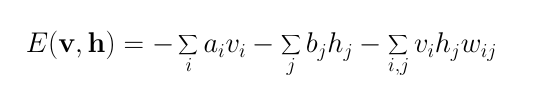 E(𝐯, 𝐡) = − ∑_i a_i v_i − ∑_j b_j h_j − ∑_{i,j} v_i h_j w_{ij}